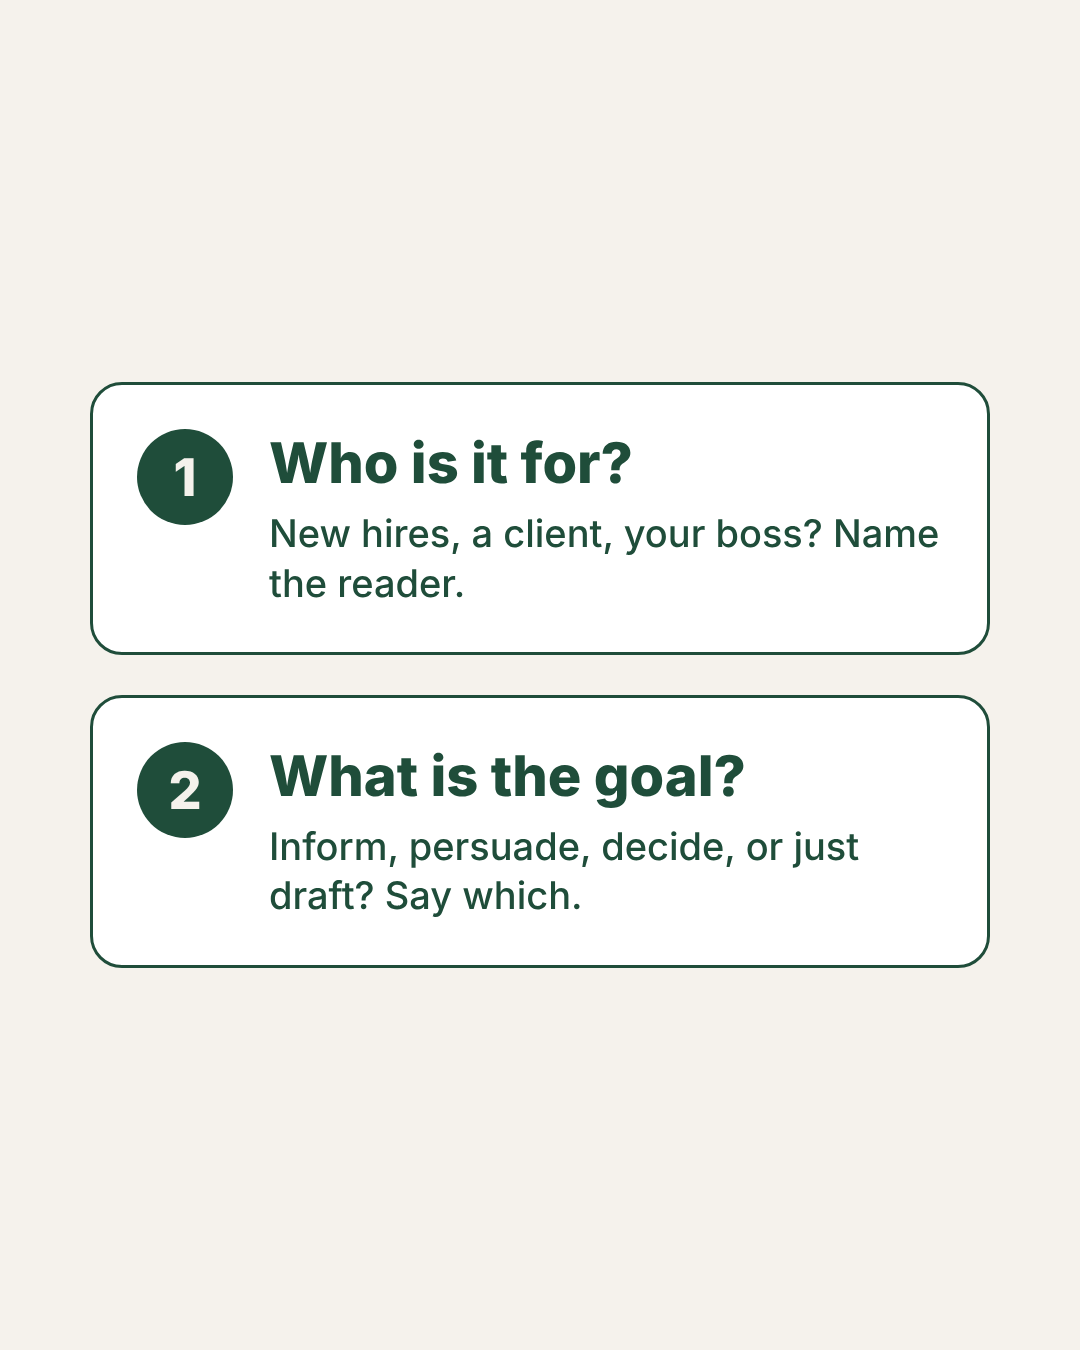 1
Who is it for?
New hires, a client, your boss? Name
the reader.
2
What is the goal?
Inform, persuade, decide, or just
draft? Say which.